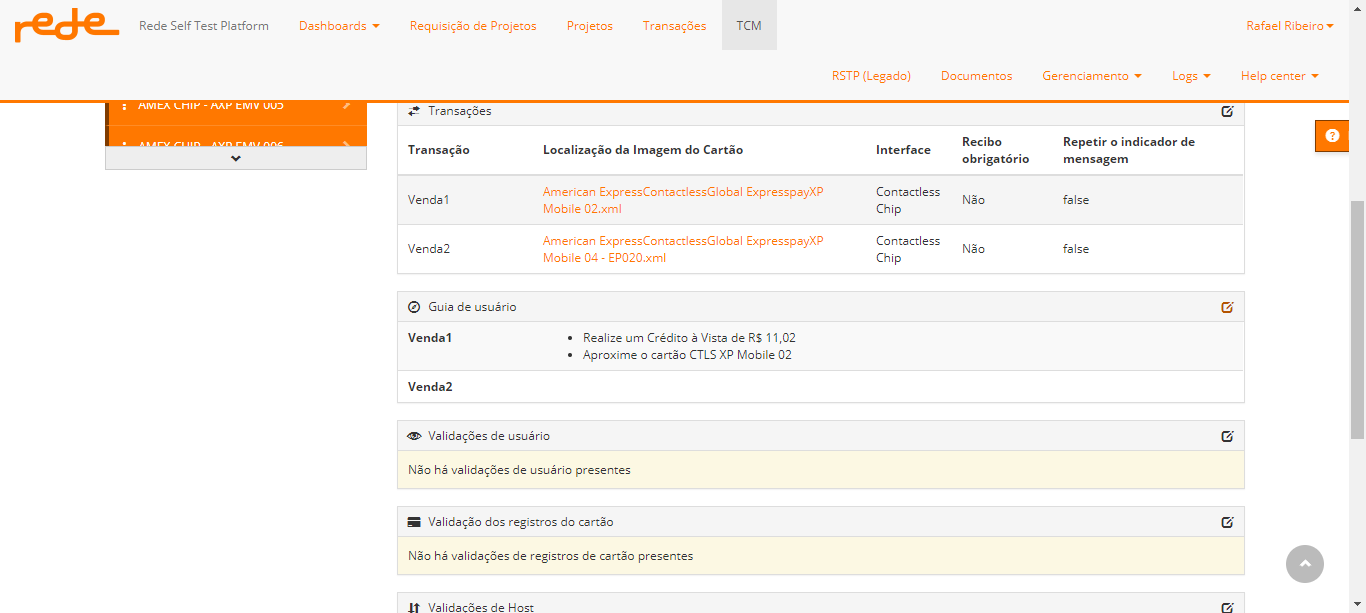 rede Rede Self Test Platform Dashboards Requisição de Projetos Projetos Transações TCM Rafael Ribeiro
RSTP (Legado) Documentos Gerenciamento Logs Help center
AMEX CHIP - AXP EMV 005
AMEX CHIP - AXP EMV 006
Transações
Transação Localização da Imagem do Cartão Interface Recibo obrigatório Repetir o indicador de mensagem
Venda1 American ExpressContactlessGlobal ExpresspayXP Mobile 02.xml Contactless Chip Não false
Venda2 American ExpressContactlessGlobal ExpresspayXP Mobile 04 - EP020.xml Contactless Chip Não false
Guia de usuário
Venda1
• Realize um Crédito à Vista de R$ 11,02
• Aproxime o cartão CTLS XP Mobile 02
Venda2
Validações de usuário
Não há validações de usuário presentes
Validação dos registros do cartão
Não há validações de registros de cartão presentes
Validações de Host